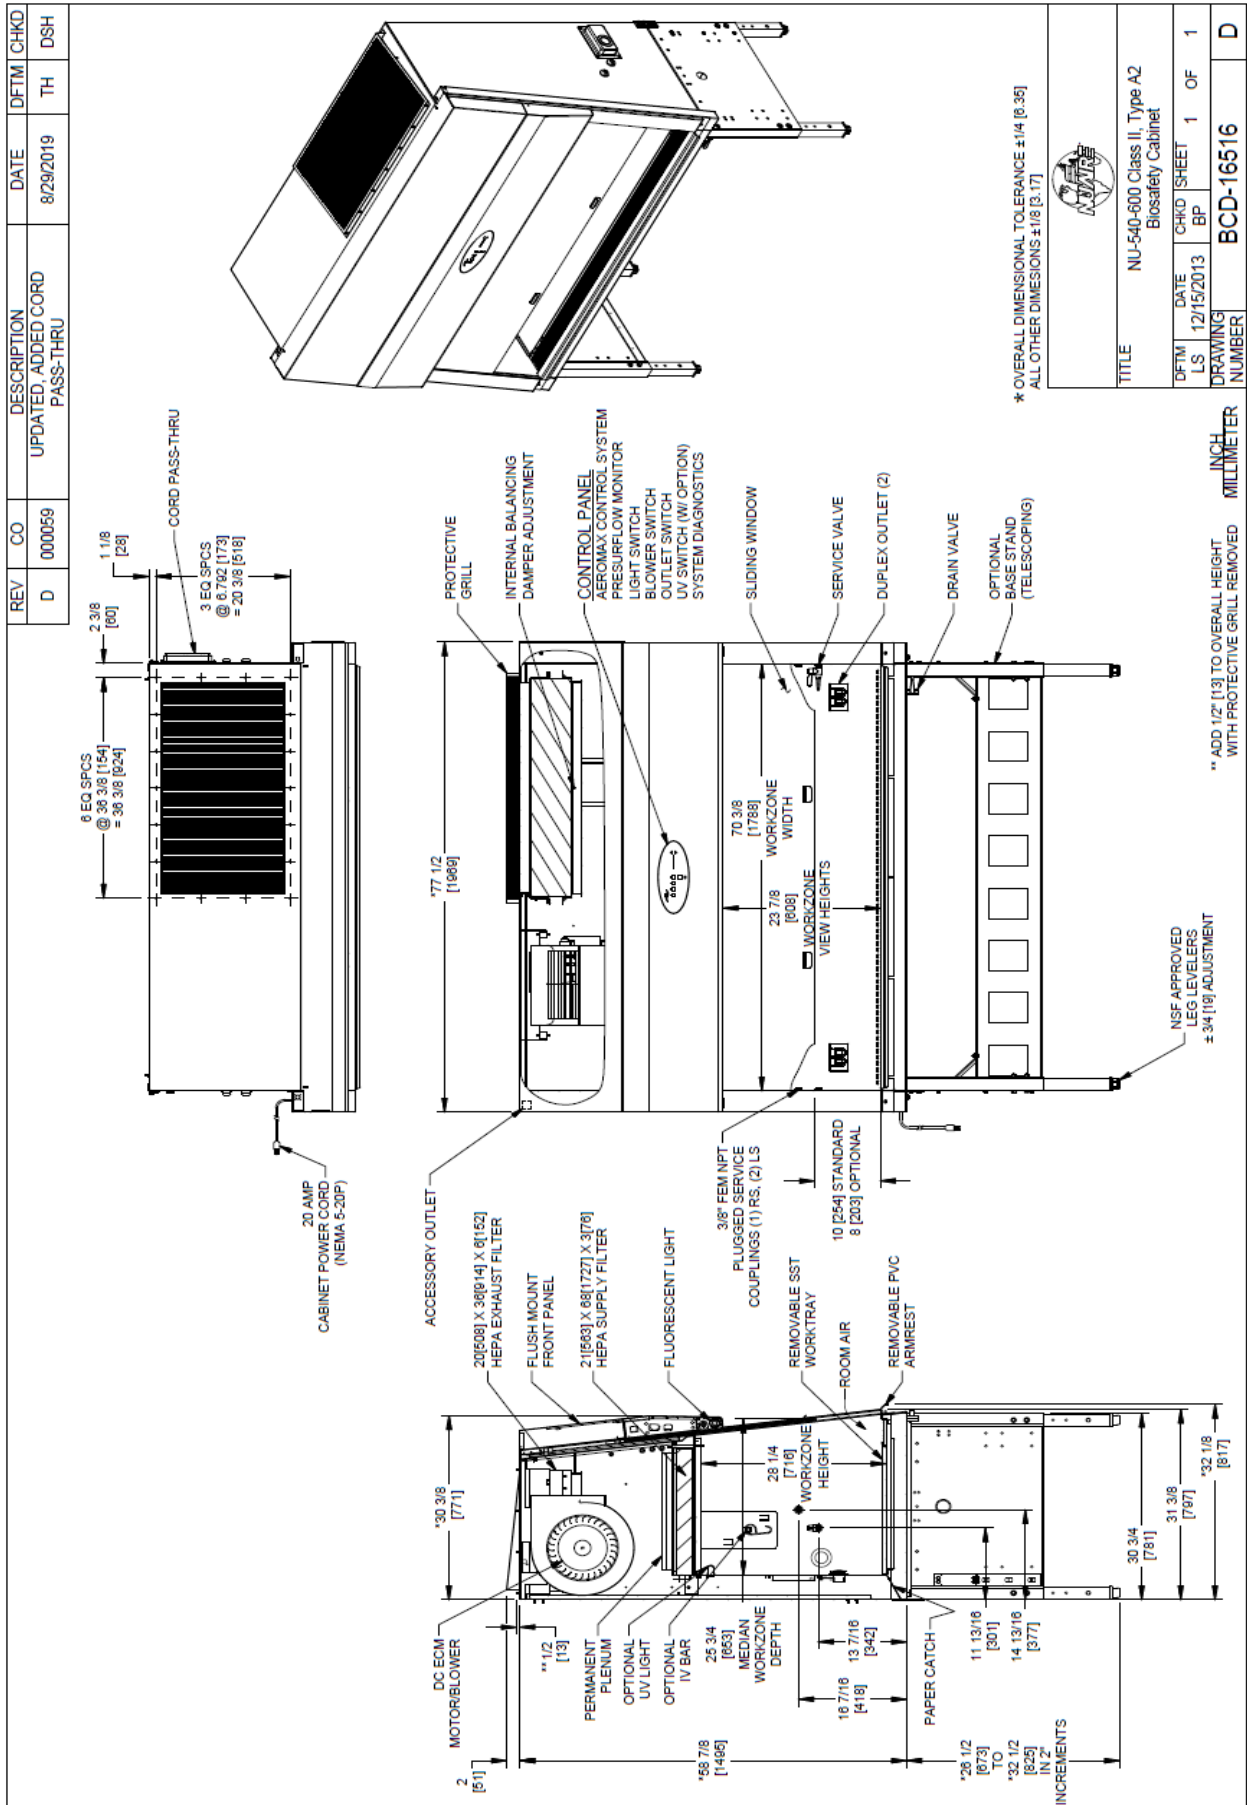 REV CO DESCRIPTION DATE DFTM CHKD
D 000059 UPDATED, ADDED CORD 8/29/2019 TH DSH
PASS-THRU
6 EQ SPCS
@ 36 3/8 [154]
= 36 3/8 [924]
2 3/8
[60]
1 1/8
[28]
3 EQ SPCS
@ 6.792 [173]
= 20 3/8 [518]
CORD PASS-THRU
20 AMP
CABINET POWER CORD
(NEMA 5-20P)
*77 1/2
[1969]
PROTECTIVE
GRILL
INTERNAL BALANCING
DAMPER ADJUSTMENT
CONTROL PANEL
AEROMAX CONTROL SYSTEM
PRESURFLOW MONITOR
LIGHT SWITCH
BLOWER SWITCH
OUTLET SWITCH
UV SWITCH (W/ OPTION)
SYSTEM DIAGNOSTICS
SLIDING WINDOW
SERVICE VALVE
DUPLEX OUTLET (2)
DRAIN VALVE
OPTIONAL
BASE STAND
(TELESCOPING)
70 3/8
[1788]
WORKZONE
WIDTH
23 7/8
[608]
WORKZONE
VIEW HEIGHTS
ACCESSORY OUTLET
3/8" FEM NPT
PLUGGED SERVICE
COUPLINGS (1) RS, (2) LS
10 [254] STANDARD
8 [203] OPTIONAL
NSF APPROVED
LEG LEVELERS
± 3/4 [19] ADJUSTMENT
20[508] X 36[914] X 6[152]
HEPA EXHAUST FILTER
FLUSH MOUNT
FRONT PANEL
21[563] X 68[1727] X 3[76]
HEPA SUPPLY FILTER
FLUORESCENT LIGHT
REMOVABLE SST
WORKTRAY
ROOM AIR
REMOVABLE PVC
ARMREST
*30 3/8
[771]
28 1/4
[716]
WORKZONE
HEIGHT
DC ECM
MOTOR/BLOWER
** 1/2
[13]
PERMANENT
PLENUM
OPTIONAL
UV LIGHT
OPTIONAL
IV BAR
25 3/4
[653]
MEDIAN
WORKZONE
DEPTH
13 7/16
[342]
16 7/16
[418]
PAPER CATCH
11 13/16
[301]
14 13/16
[377]
30 3/4
[781]
31 3/8
[797]
*32 1/8
[817]
2
[51]
*58 7/8
[1495]
*26 1/2
[673]
TO
*32 1/2
[825]
IN 2"
INCREMENTS
** ADD 1/2" [13] TO OVERALL HEIGHT
WITH PROTECTIVE GRILL REMOVED
INCH
MILLIMETER
* OVERALL DIMENSIONAL TOLERANCE ±1/4 [6.35]
ALL OTHER DIMESIONS ±1/8 [3.17]
NUAIRE
TITLE
NU-540-600 Class II, Type A2
Biosafety Cabinet
DFTM DATE CHKD SHEET 1 OF 1
LS 12/15/2013 BP
DRAWING
NUMBER
BCD-16516 D